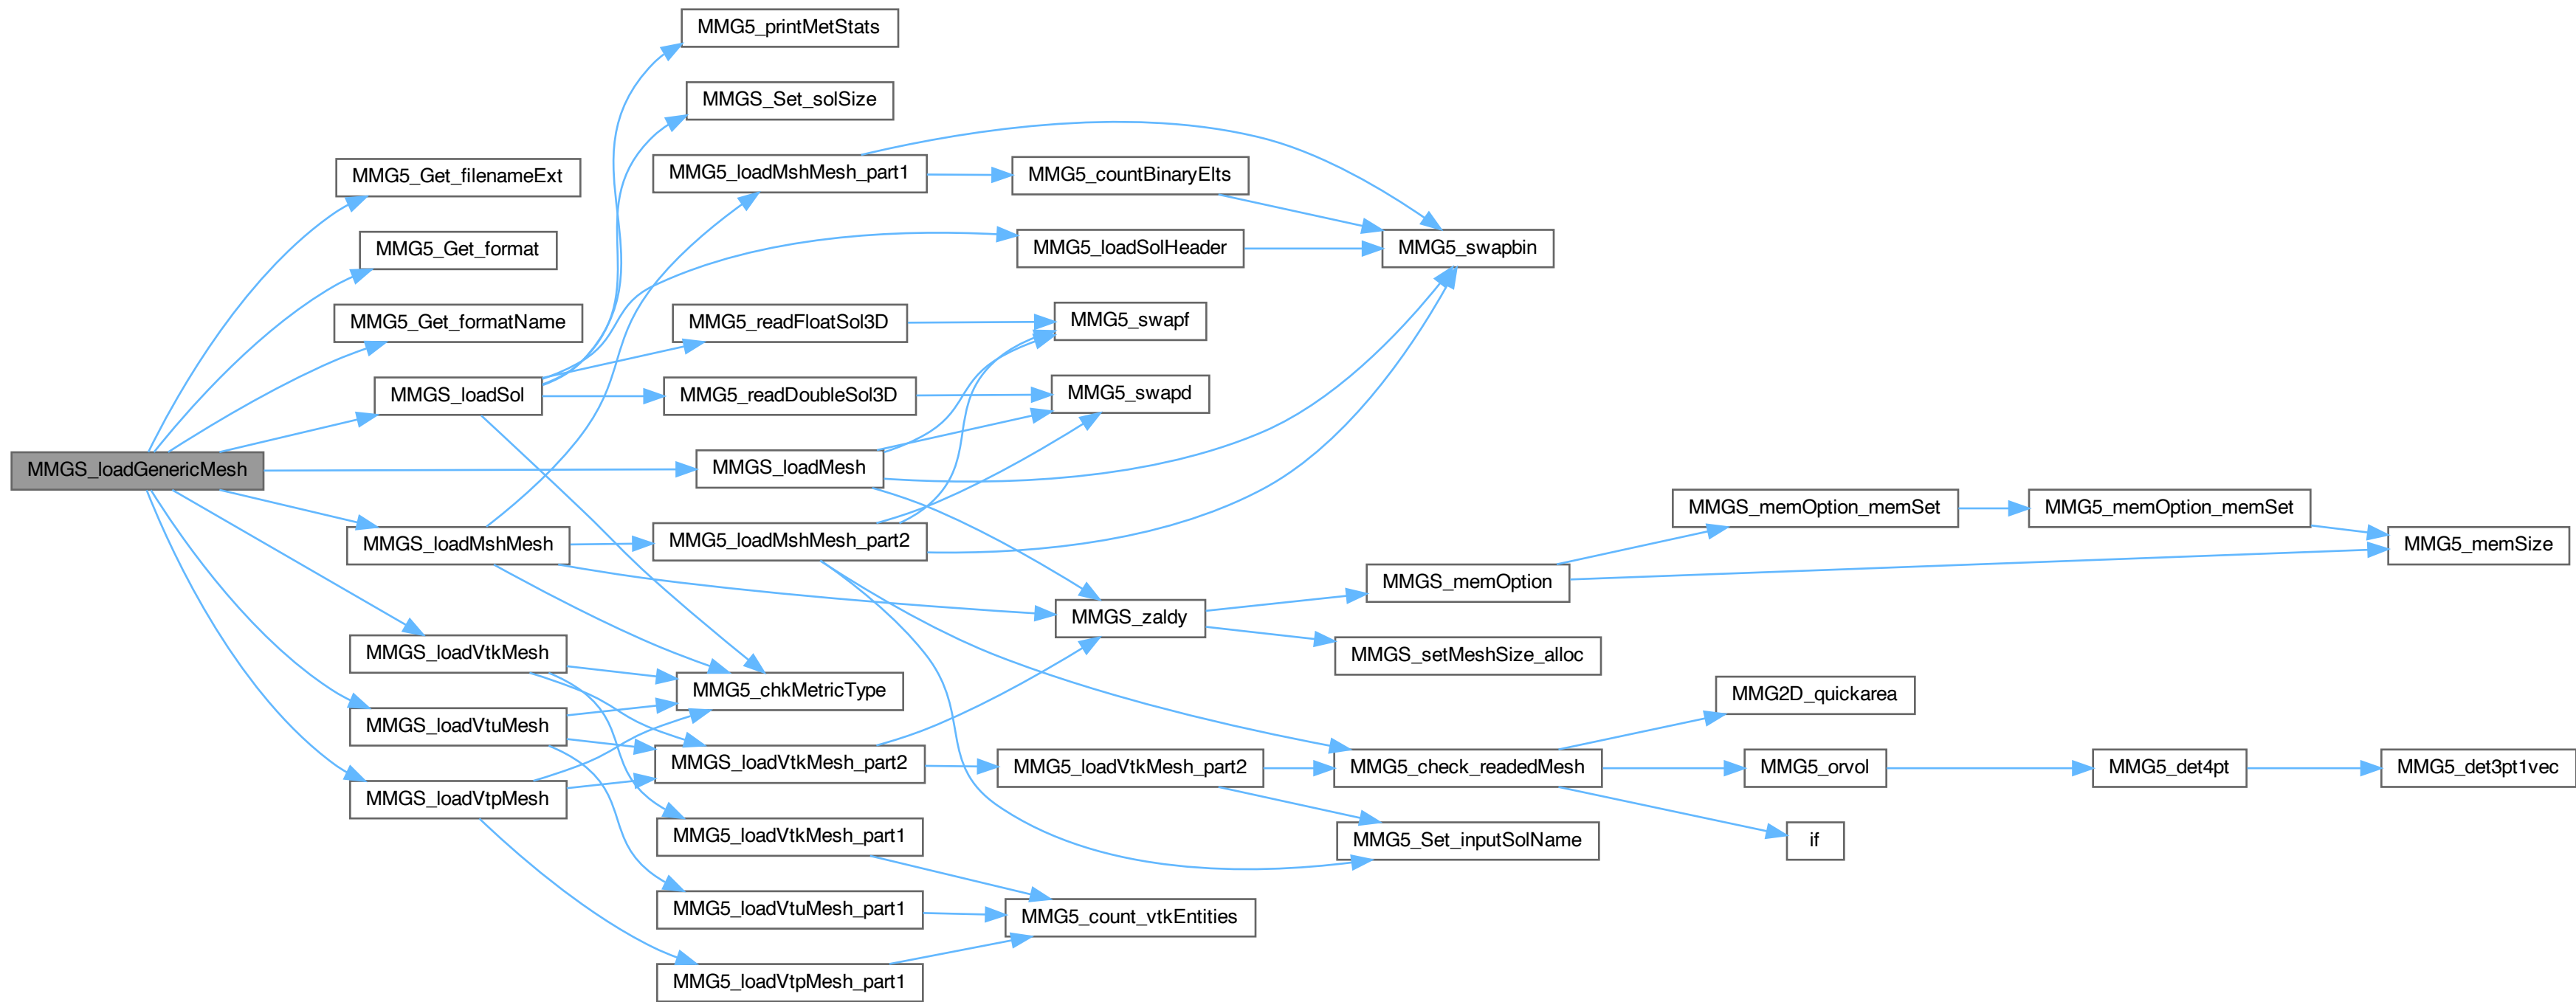 MMGS_loadGenericMesh
MMG5_Get_filenameExt
MMG5_Get_format
MMG5_Get_formatName
MMGS_loadSol
MMGS_loadMshMesh
MMGS_loadVtkMesh
MMGS_loadVtuMesh
MMGS_loadVtpMesh
MMG5_printMetStats
MMGS_Set_solSize
MMG5_loadMshMesh_part1
MMG5_readFloatSol3D
MMG5_readDoubleSol3D
MMGS_loadMesh
MMG5_loadMshMesh_part2
MMG5_chkMetricType
MMGS_loadVtkMesh_part2
MMG5_loadVtkMesh_part1
MMG5_loadVtuMesh_part1
MMG5_loadVtpMesh_part1
MMG5_countBinaryElts
MMG5_loadSolHeader
MMG5_swapf
MMG5_swapd
MMGS_zaldy
MMG5_loadVtkMesh_part2
MMG5_count_vtkEntities
MMG5_swapbin
MMGS_memOption
MMGS_setMeshSize_alloc
MMG5_check_readedMesh
MMG5_Set_inputSolName
MMGS_memOption_memSet
MMG2D_quickarea
MMG5_orvol
if
MMG5_memOption_memSet
MMG5_det4pt
MMG5_memSize
MMG5_det3pt1vec